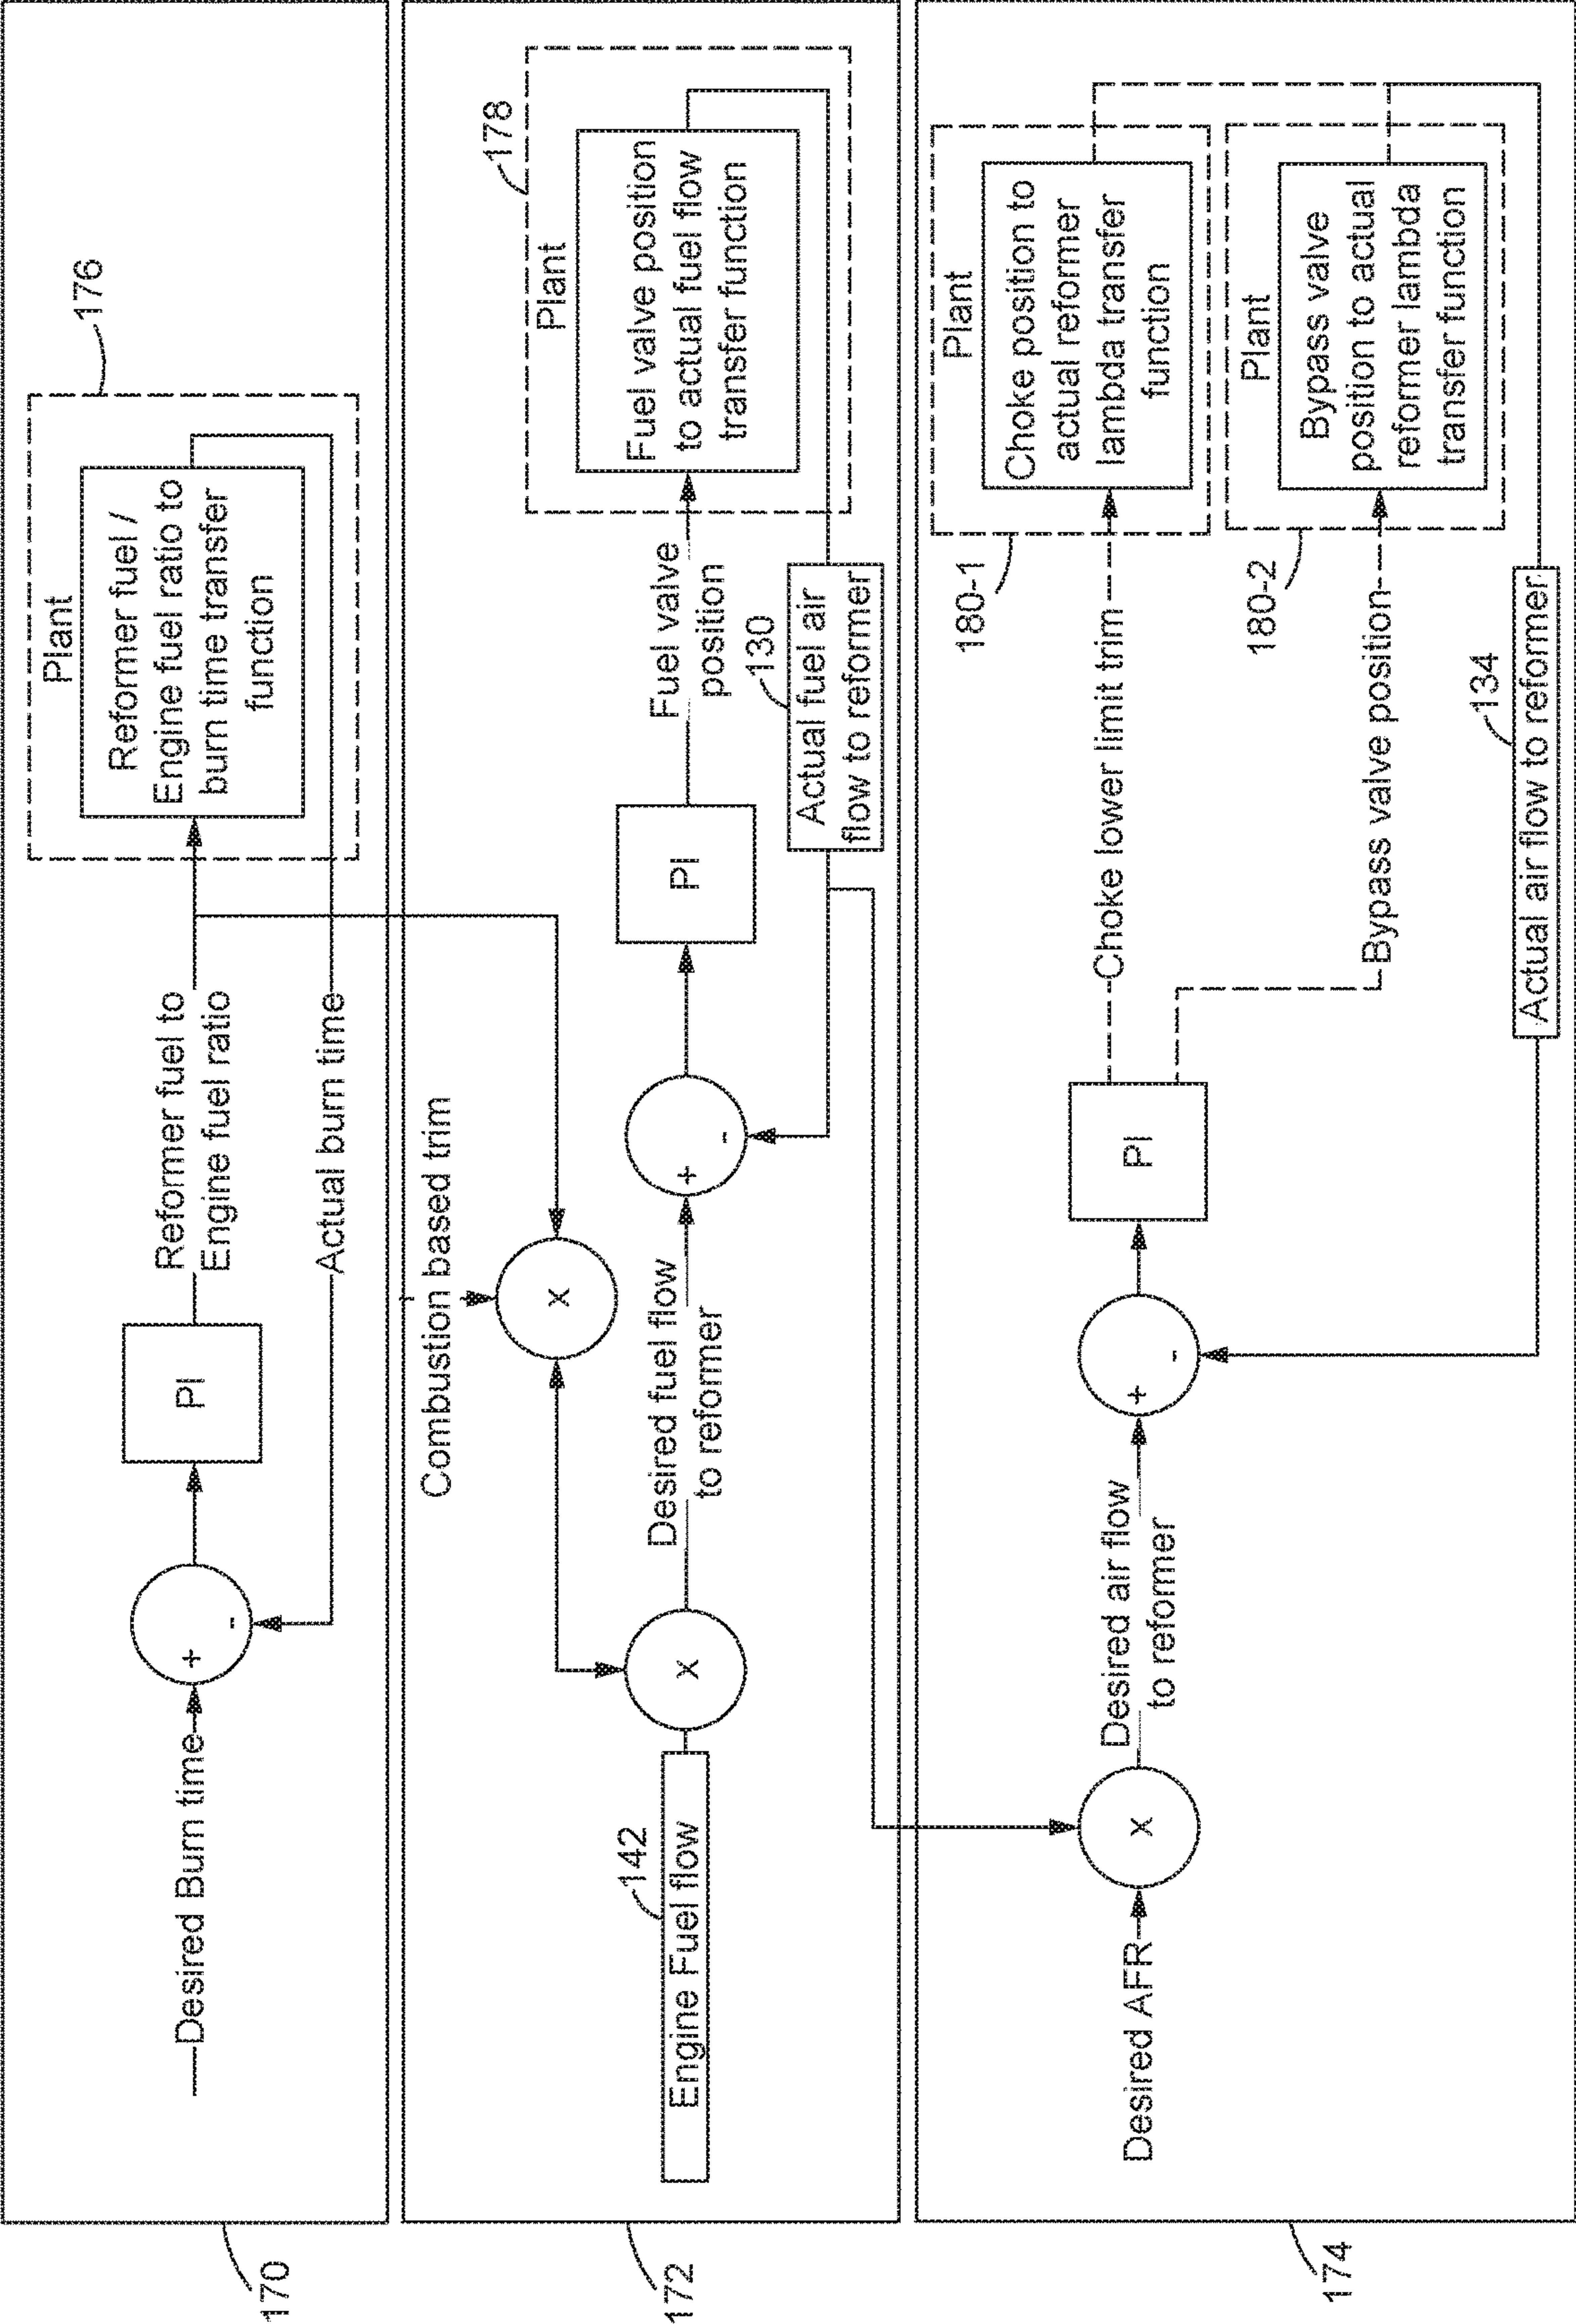 170
Desired Burn time
+
-
PI
Reformer fuel to
Engine fuel ratio
Actual burn time
Plant
Reformer fuel /
Engine fuel ratio to
burn time transfer
function
176
172
142
Engine Fuel flow
X
Combustion based trim
X
Desired fuel flow
to reformer
+
-
PI
Fuel valve
position
130
Actual fuel air
flow to reformer
178
Plant
Fuel valve position
to actual fuel flow
transfer function
174
Desired AFR
X
Desired air flow
to reformer
+
-
PI
Choke lower limit trim
Bypass valve position
180-1
Plant
Choke position to
actual reformer
lambda transfer
function
180-2
Plant
Bypass valve
position to actual
reformer lambda
transfer function
134
Actual air flow to reformer